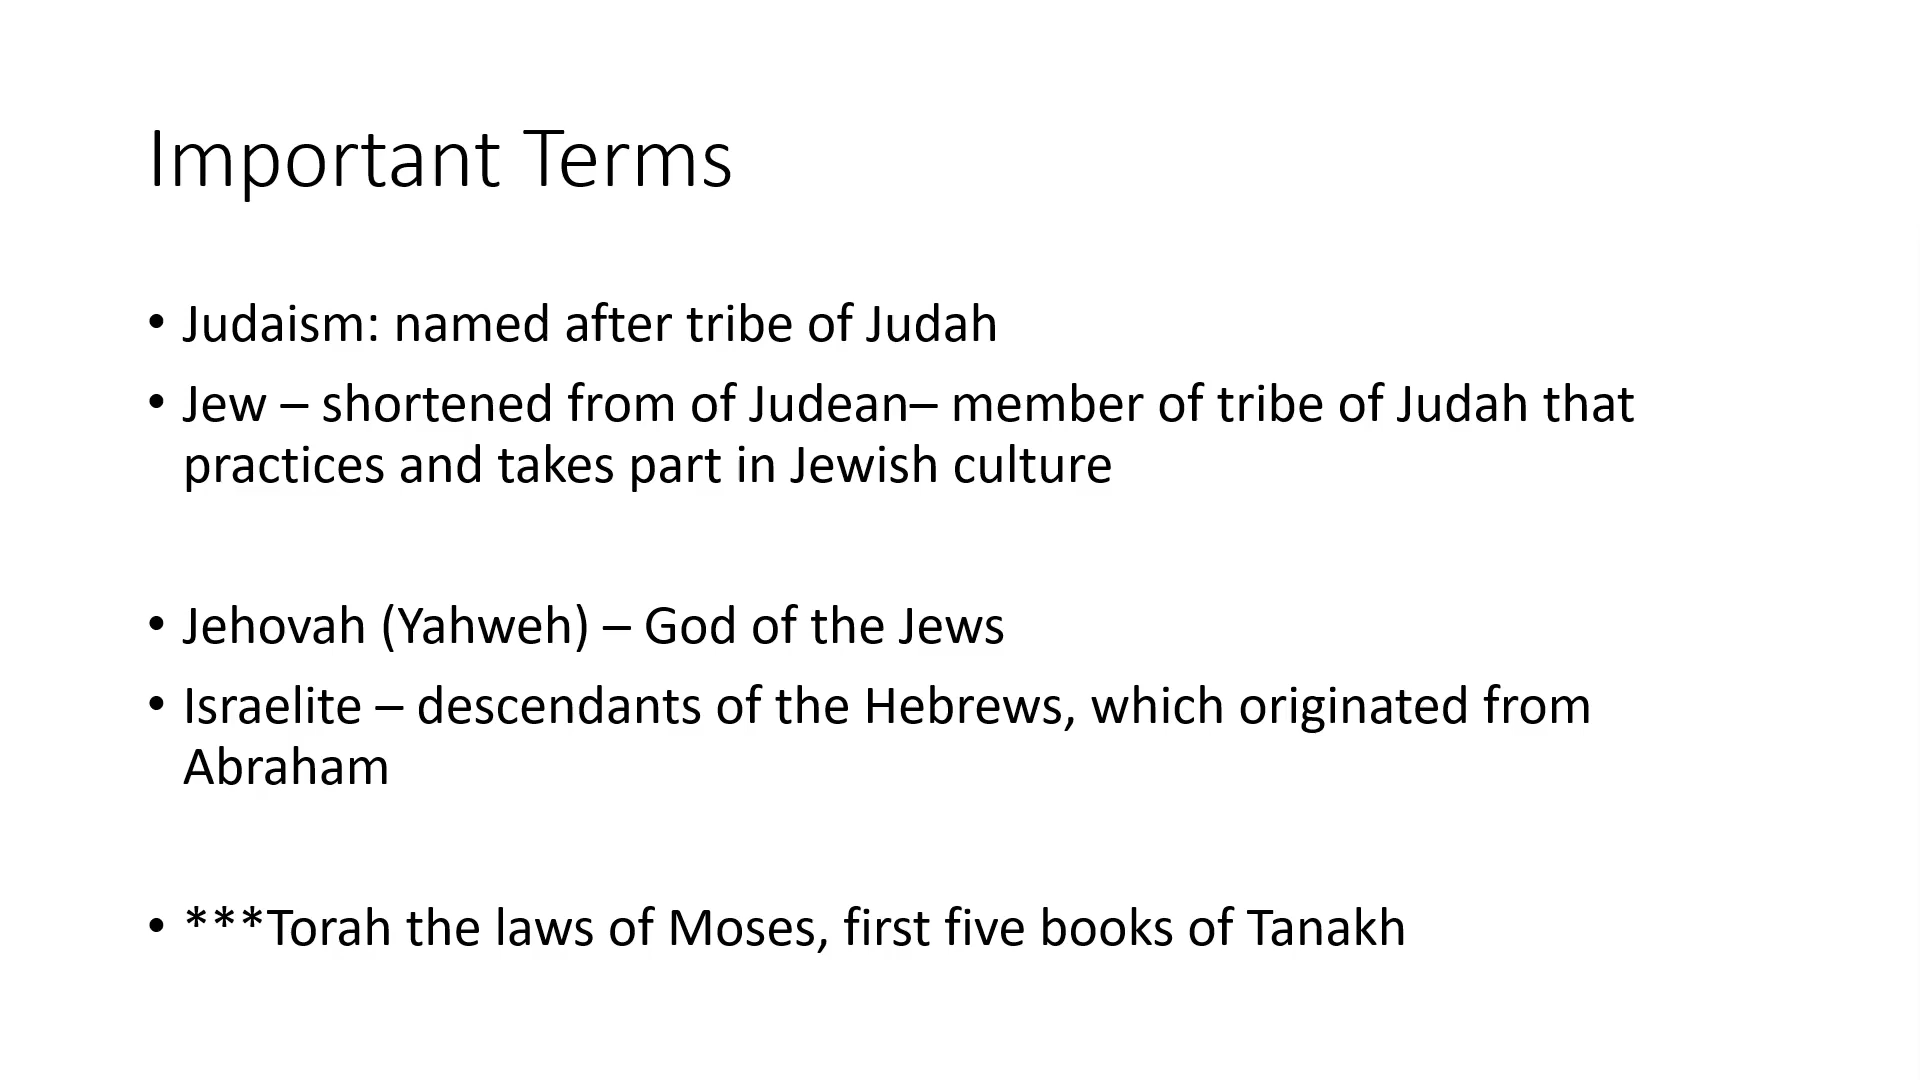 Important Terms
• Judaism: named after tribe of Judah
• Jew – shortened from of Judean– member of tribe of Judah that
practices and takes part in Jewish culture
• Jehovah (Yahweh) – God of the Jews
• Israelite – descendants of the Hebrews, which originated from
Abraham
• ***Torah the laws of Moses, first five books of Tanakh